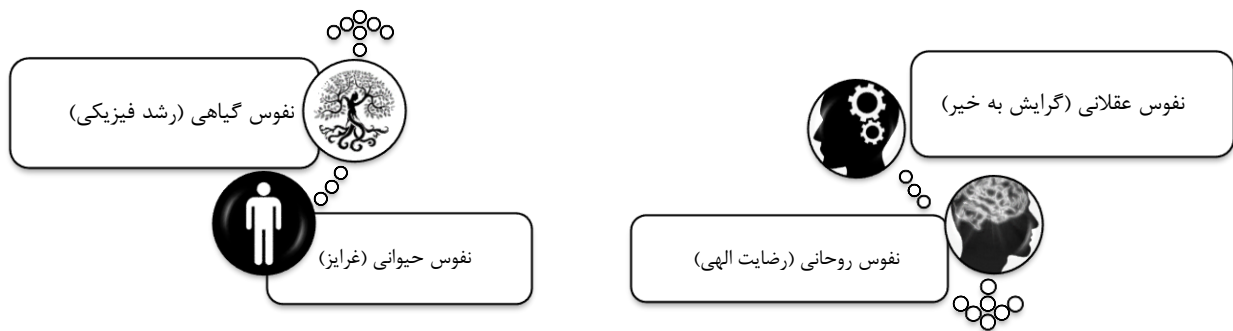 نفوس عقلانی (گرایش به خیر)
نفوس روحانی (رضایت الهی)
نفوس گیاهی (رشد فیزیکی)
نفوس حیوانی (غرایز)